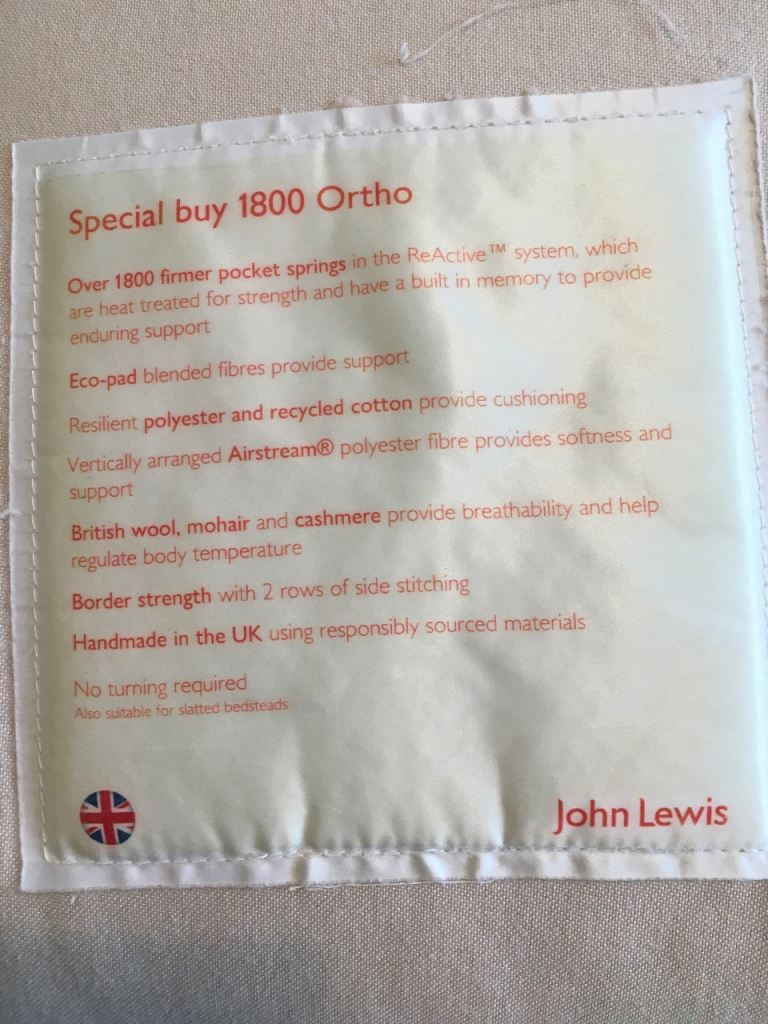 Special buy 1800 Ortho
Over 1800 firmer pocket springs in the ReActive™ system, which
are heat treated for strength and have a built in memory to provide
enduring support
Eco-pad blended fibres provide support
Resilient polyester and recycled cotton provide cushioning
Vertically arranged Airstream® polyester fibre provides softness and
support
British wool, mohair and cashmere provide breathability and help
regulate body temperature
Border strength with 2 rows of side stitching
Handmade in the UK using responsibly sourced materials
No turning required
Also suitable for slatted bedsteads
John Lewis